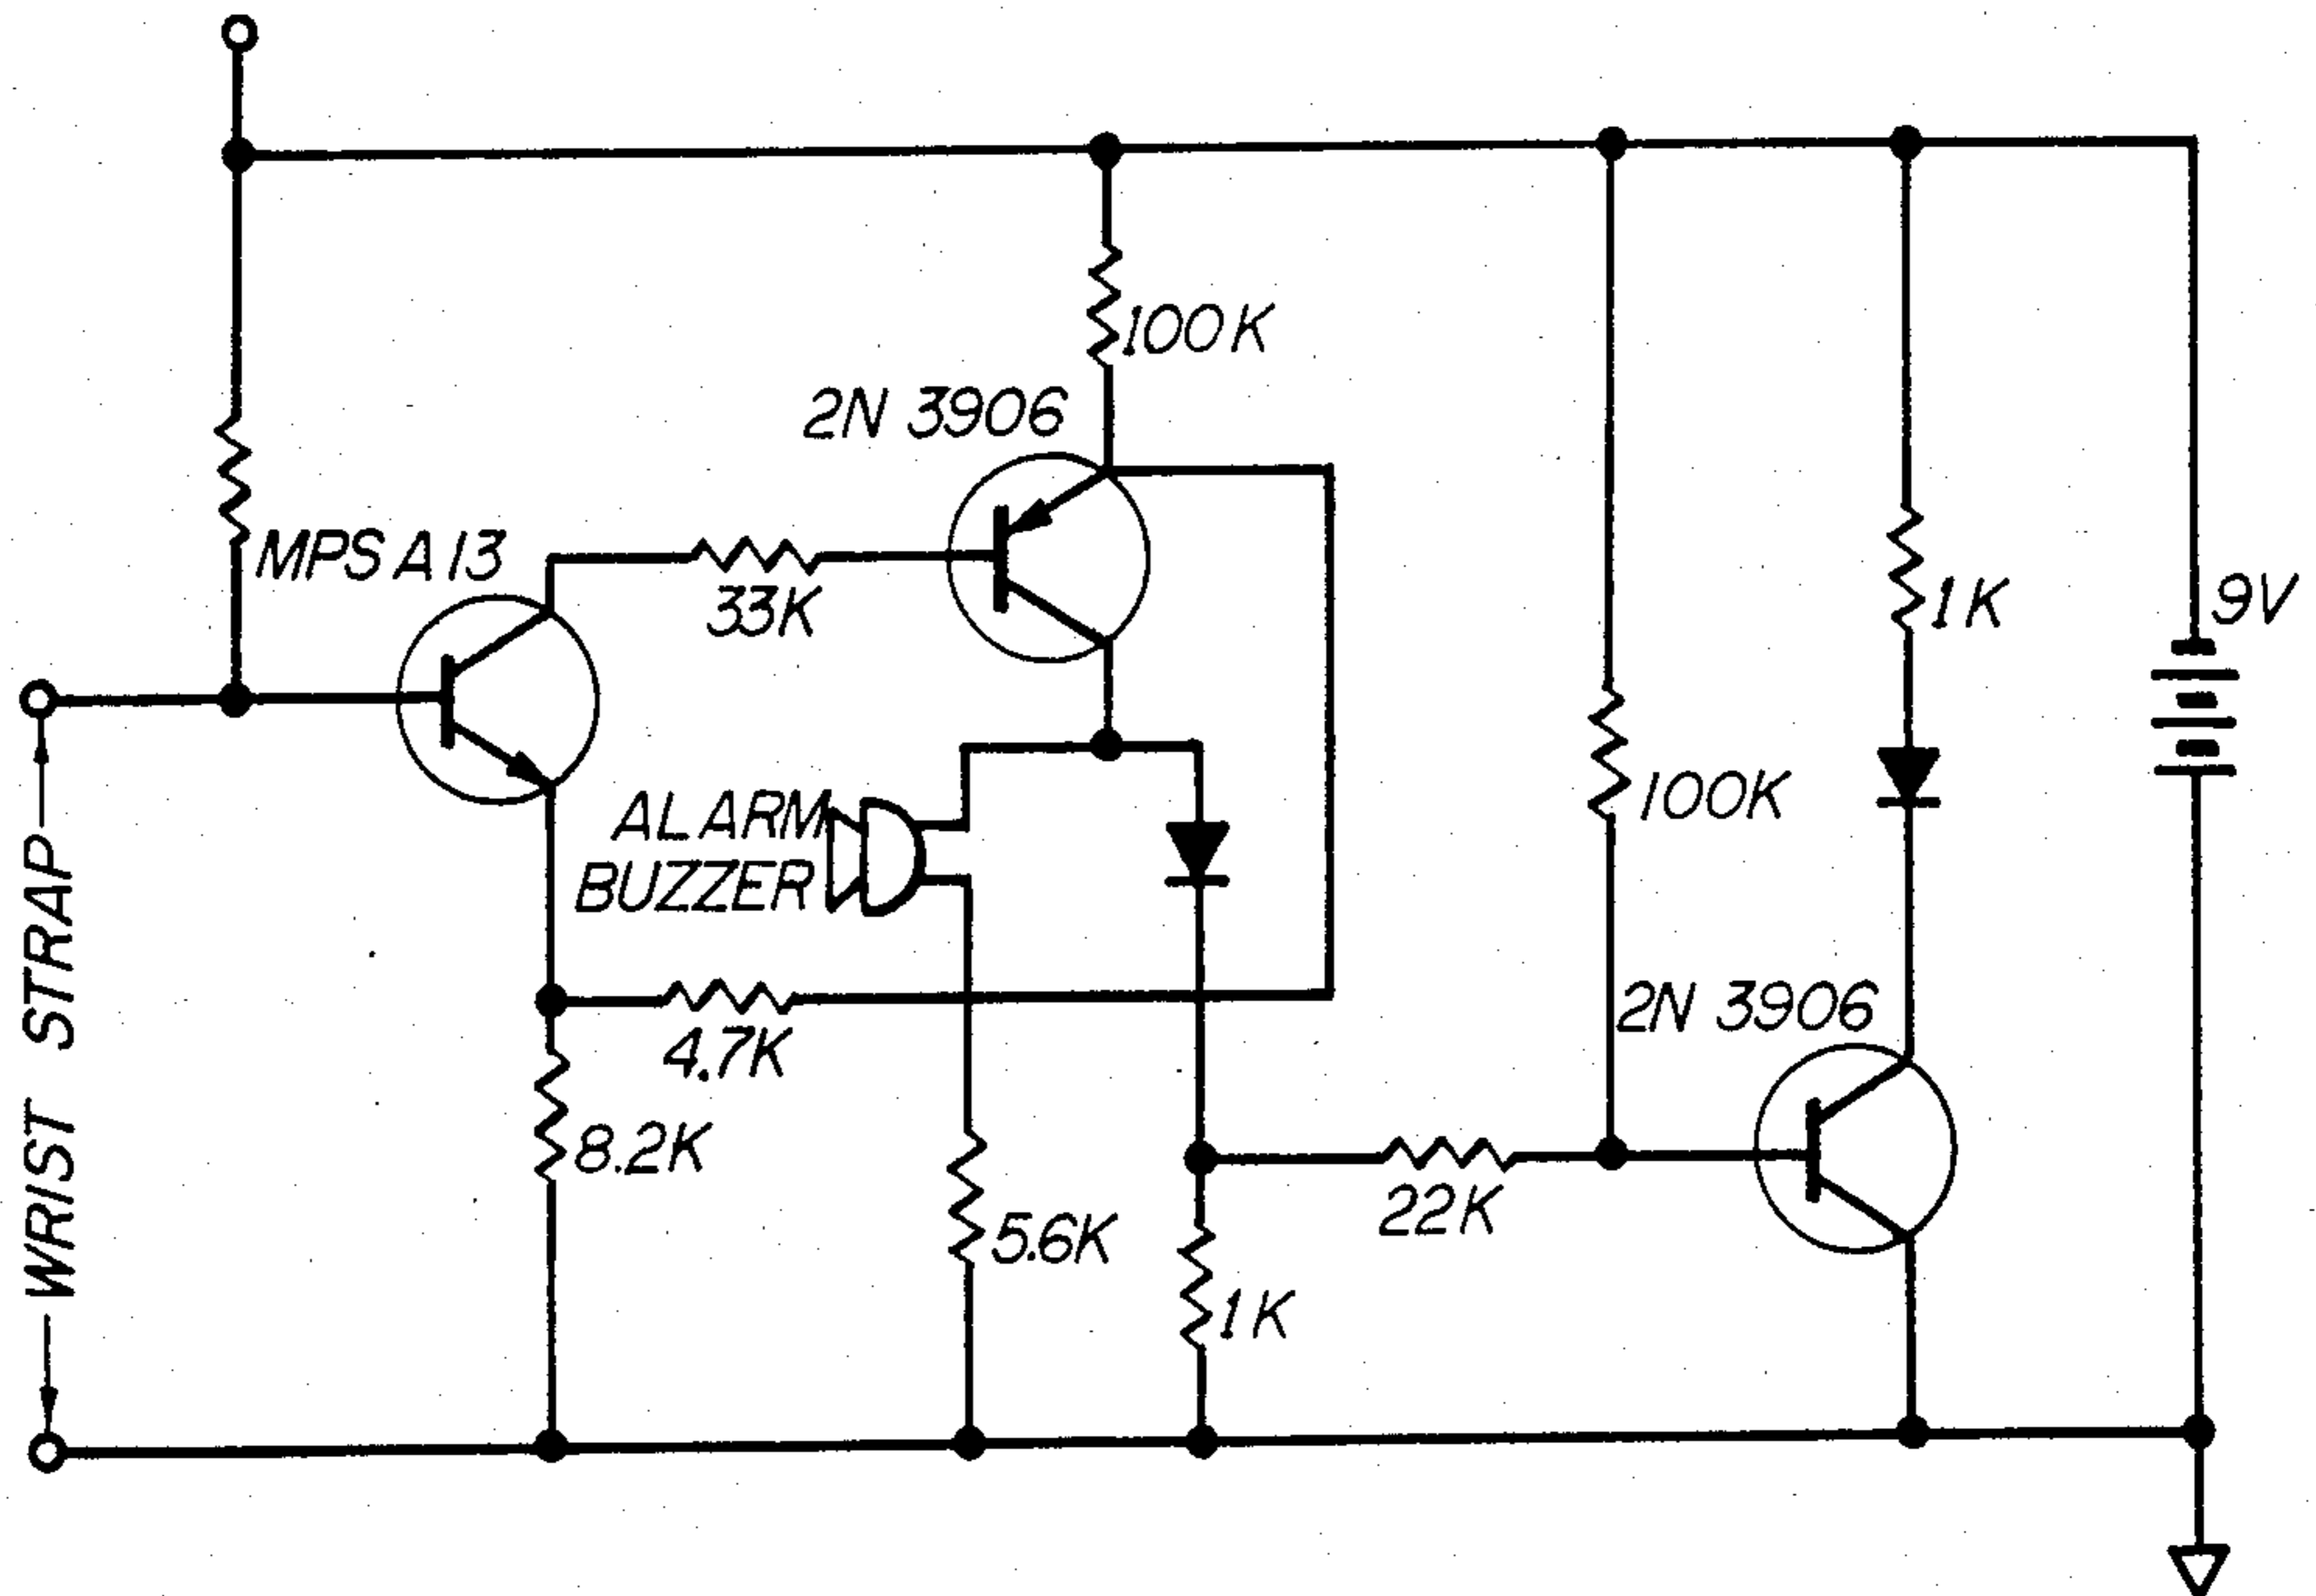 100K
2N 3906
MPS A13
33K
9V
1K
100K
ALARM
BUZZER
WRIST STRAP
2N 3906
4.7K
8.2K
22K
5.6K
1K